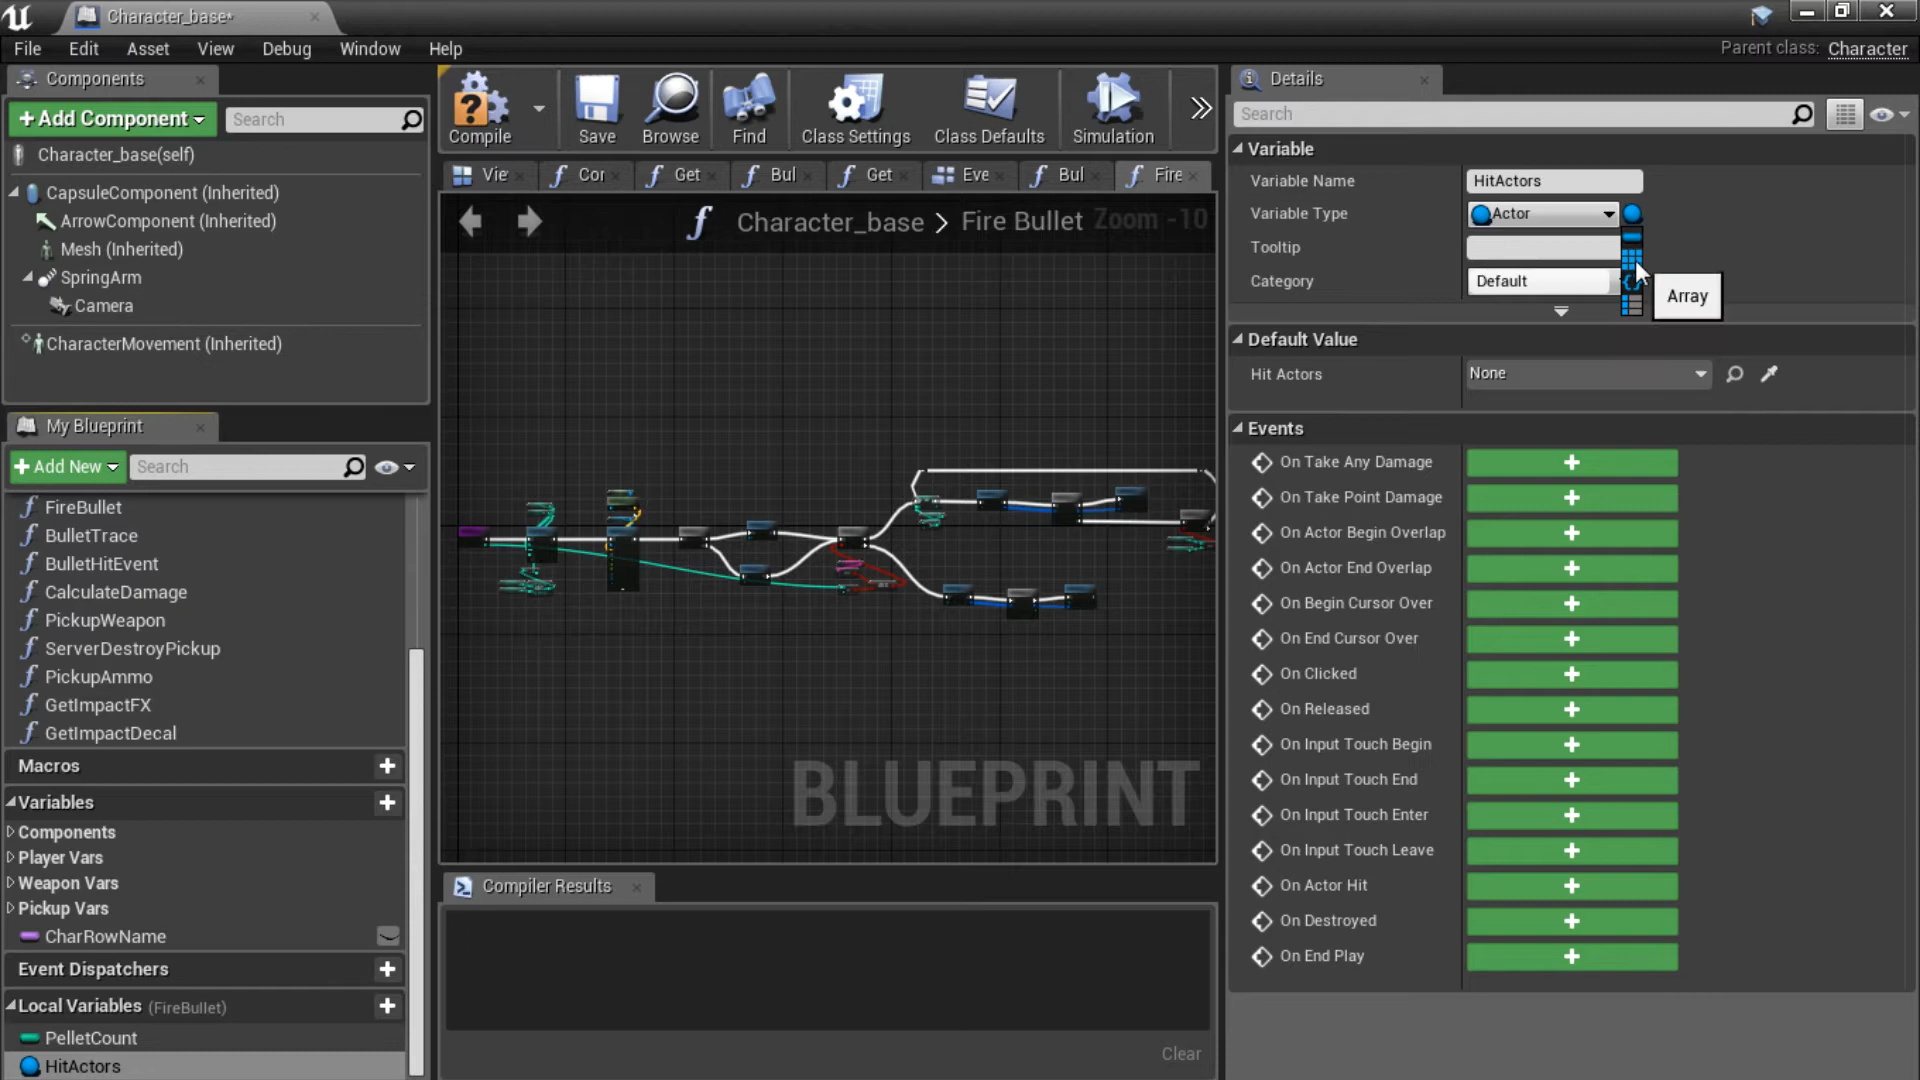 Character_base*
File Edit Asset View Debug Window Help
Parent class: Character
Components
+Add Component
Search
Character_base(self)
CapsuleComponent (Inherited)
ArrowComponent (Inherited)
Mesh (Inherited)
SpringArm
Camera
CharacterMovement (Inherited)
My Blueprint
+Add New
Search
FireBullet
BulletTrace
BulletHitEvent
CalculateDamage
PickupWeapon
ServerDestroyPickup
PickupAmmo
GetImpactFX
GetImpactDecal
Macros
Variables
Components
Player Vars
Weapon Vars
Pickup Vars
CharRowName
Event Dispatchers
Local Variables (FireBullet)
PelletCount
HitActors
Compile Save Browse Find Class Settings Class Defaults Simulation
Vie Cor Get Bul Get Eve Bul Fire
Character_base > Fire Bullet Zoom -10
BLUEPRINT
Compiler Results
Clear
Details
Search
Variable
Variable Name HitActors
Variable Type Actor
Tooltip
Category Default
Array
Default Value
Hit Actors None
Events
On Take Any Damage
On Take Point Damage
On Actor Begin Overlap
On Actor End Overlap
On Begin Cursor Over
On End Cursor Over
On Clicked
On Released
On Input Touch Begin
On Input Touch End
On Input Touch Enter
On Input Touch Leave
On Actor Hit
On Destroyed
On End Play